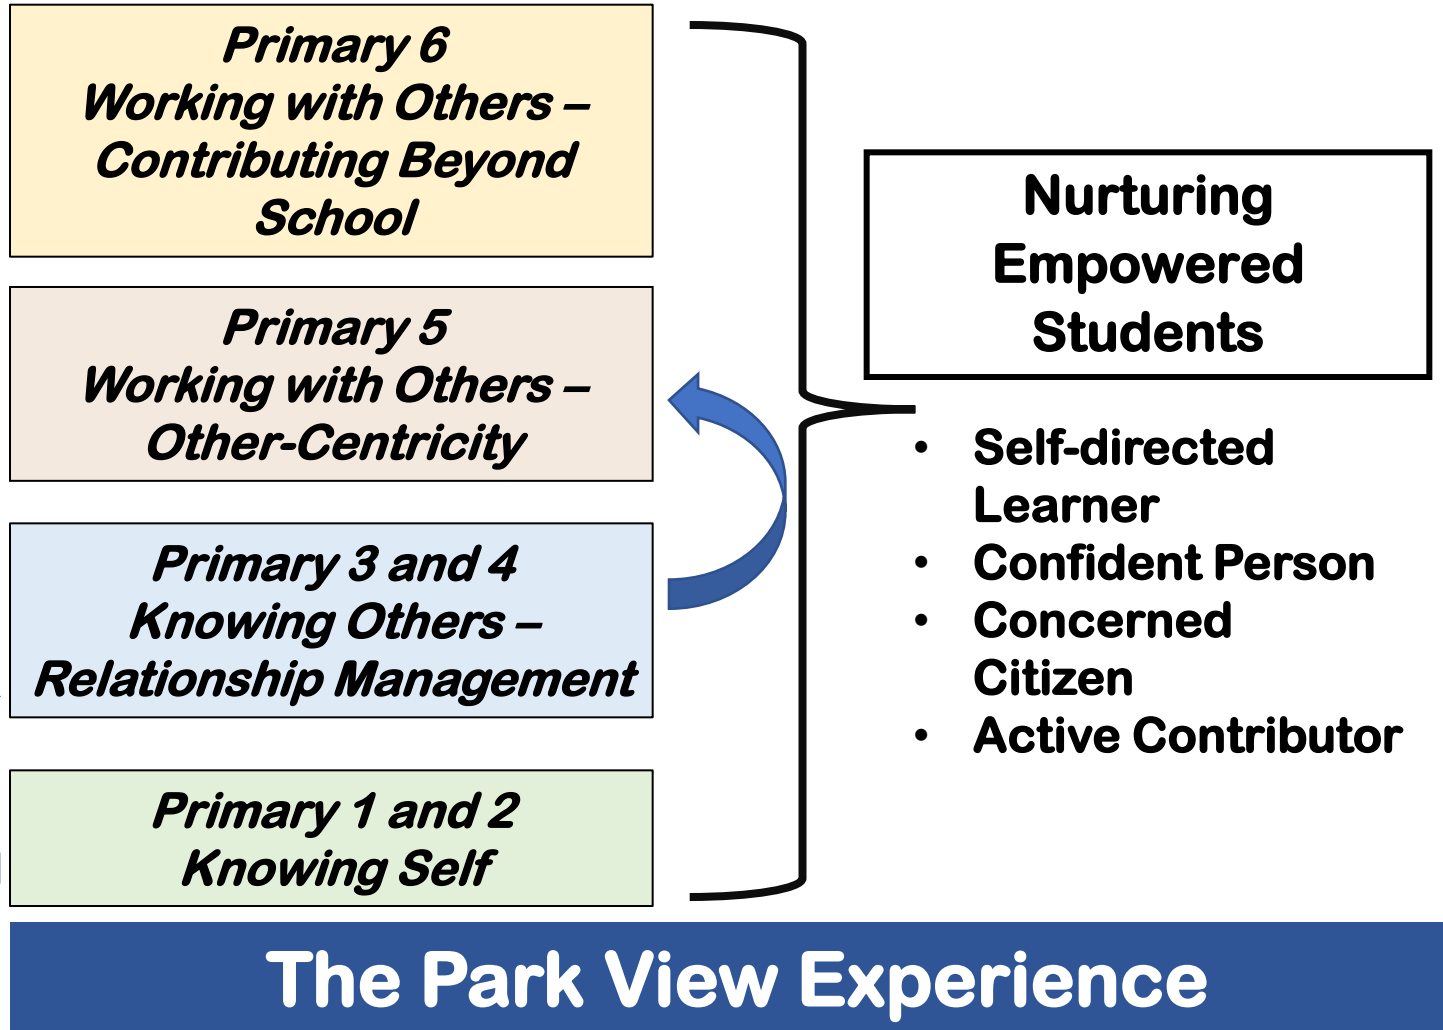 Primary 6
Working with Others –
Contributing Beyond
School
Primary 5
Working with Others –
Other-Centricity
Primary 3 and 4
Knowing Others –
Relationship Management
Primary 1 and 2
Knowing Self
Nurturing
Empowered
Students
• Self-directed
Learner
• Confident Person
• Concerned
Citizen
• Active Contributor
The Park View Experience